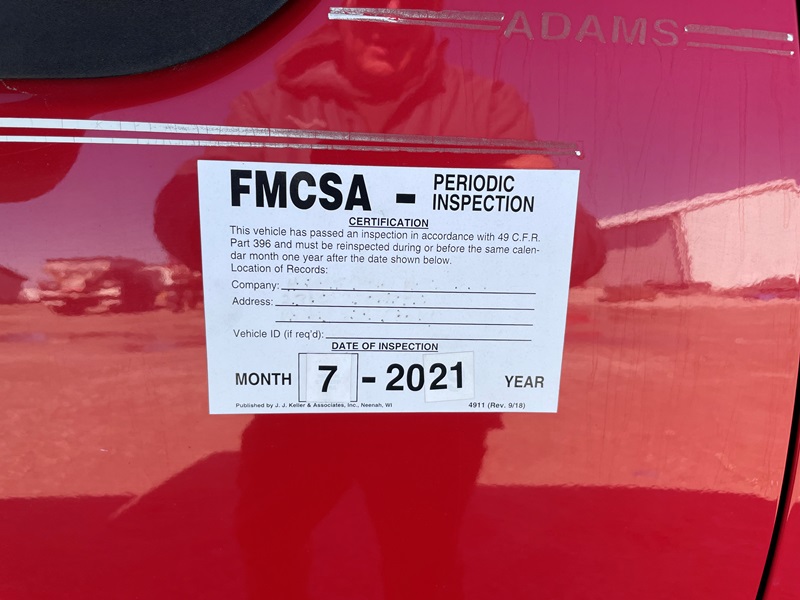 ADAMS
FMCSA - PERIODIC INSPECTION
CERTIFICATION
This vehicle has passed an inspection in accordance with 49 C.F.R.
Part 396 and must be reinspected during or before the same calen-
dar month one year after the date shown below.
Location of Records:
Company:
Address:
Vehicle ID (if req'd):
DATE OF INSPECTION
MONTH 7 - 2021 YEAR
Published by J. J. Keller & Associates, Inc., Neenah, WI 4911 (Rev. 9/18)